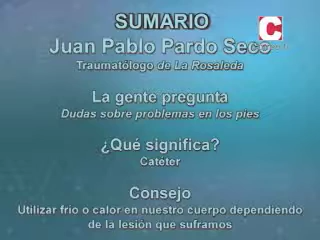 SUMARIO
Juan Pablo Pardo Seco
Traumatólogo de La Rosaleda
La gente pregunta
Dudas sobre problemas en los pies
¿Qué significa?
Catéter
Consejo
Utilizar frio o calor en nuestro cuerpo dependiendo
de la lesión que suframos
C